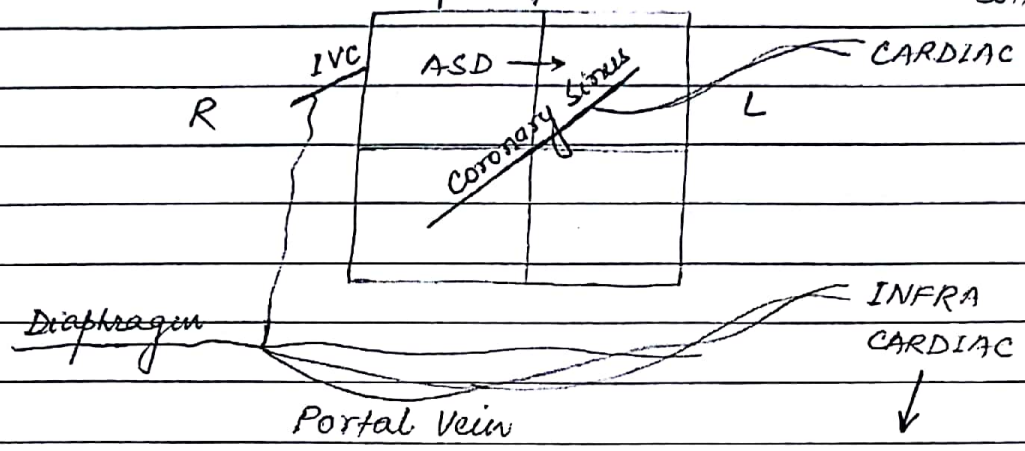 CARDIAC
IVC
ASD →
Coronary Sinus
R
L
INFRA
CARDIAC
Diaphragm
Portal Vein